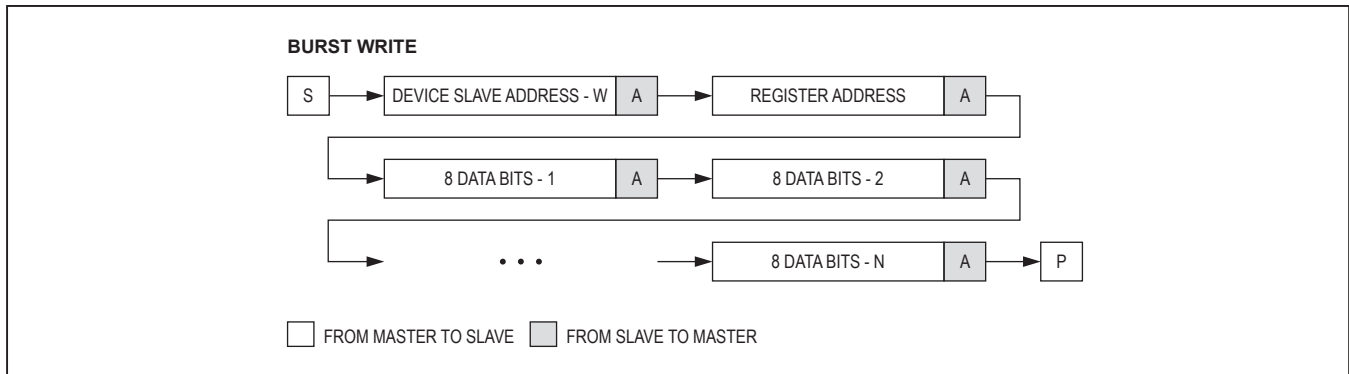 BURST WRITE
S DEVICE SLAVE ADDRESS - W A REGISTER ADDRESS A
8 DATA BITS - 1 A 8 DATA BITS - 2 A
• • • 8 DATA BITS - N A P
FROM MASTER TO SLAVE FROM SLAVE TO MASTER